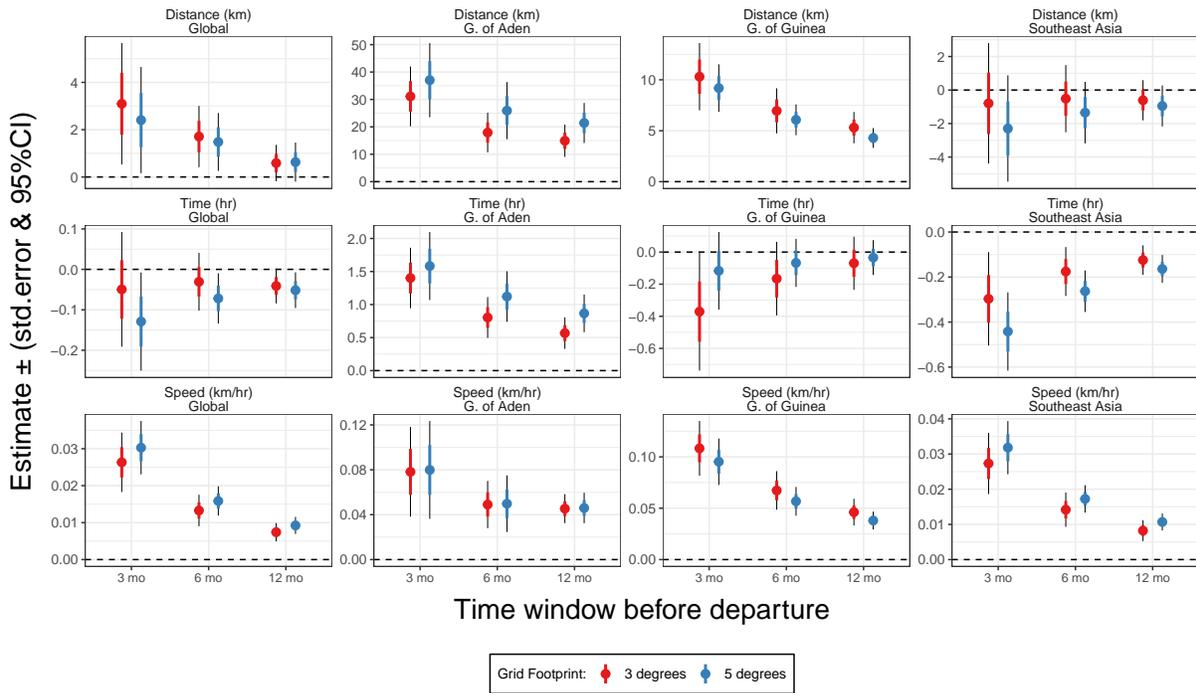 Distance (km)
Global
Distance (km)
G. of Aden
Distance (km)
G. of Guinea
Distance (km)
Southeast Asia
4
2
0
50
40
30
20
10
0
10
5
0
2
0
−2
−4
Time (hr)
Global
Time (hr)
G. of Aden
Time (hr)
G. of Guinea
Time (hr)
Southeast Asia
0.1
0.0
−0.1
−0.2
2.0
1.5
1.0
0.5
0.0
0.0
−0.2
−0.4
−0.6
0.0
−0.2
−0.4
−0.6
Speed (km/hr)
Global
Speed (km/hr)
G. of Aden
Speed (km/hr)
G. of Guinea
Speed (km/hr)
Southeast Asia
0.03
0.02
0.01
0.00
0.12
0.08
0.04
0.00
0.10
0.05
0.00
0.04
0.03
0.02
0.01
0.00
3 mo 6 mo 12 mo
3 mo 6 mo 12 mo
3 mo 6 mo 12 mo
3 mo 6 mo 12 mo
Estimate ± (std.error & 95%CI)
Time window before departure
Grid Footprint: 3 degrees 5 degrees